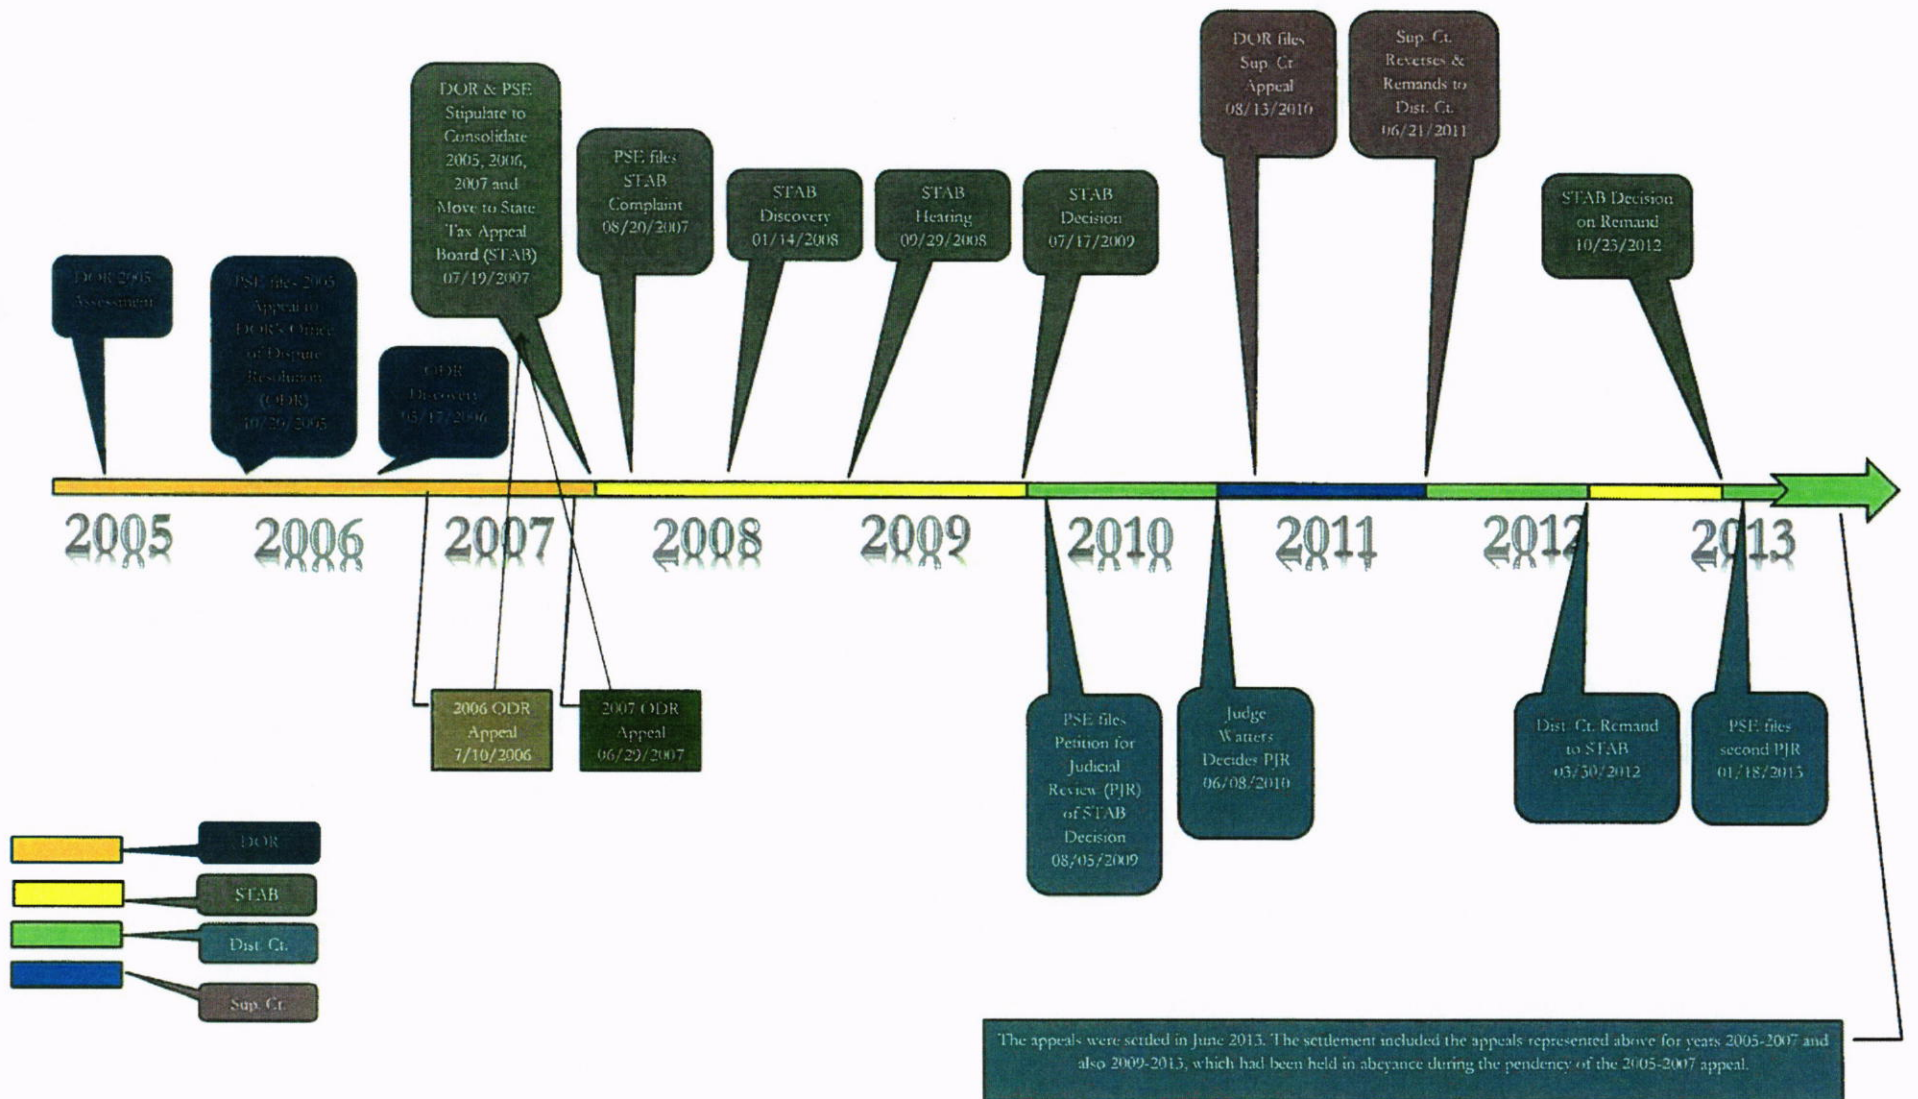 DOR files
Sup. Ct.
Appeal
08/13/2010
Sup. Ct.
Reverses &
Remands to
Dist. Ct.
06/21/2011
DOR & PSE
Stipulate to
Consolidate
2005, 2006,
2007 and
Move to State
Tax Appeal
Board (STAB)
07/19/2007
PSE files
STAB
Complaint
08/20/2007
STAB
Discovery
01/14/2008
STAB
Hearing
09/29/2008
STAB
Decision
07/17/2009
STAB Decision
on Remand
10/23/2012
DOR 2005
Assessment
PSE files 2005
Appeal to
DOR's Office
of Dispute
Resolution
(ODR)
10/20/2005
ODR
Discovery
05/17/2006
2005
2006
2007
2008
2009
2010
2011
2012
2013
2006 ODR
Appeal
7/10/2006
2007 ODR
Appeal
06/29/2007
PSE files
Petition for
Judicial
Review (PJR)
of STAB
Decision
08/05/2009
Judge
Watters
Decides PJR
06/08/2010
Dist. Ct. Remand
to STAB
03/30/2012
PSE files
second PJR
01/18/2013
DOR
STAB
Dist. Ct.
Sup. Ct.
The appeals were settled in June 2013. The settlement included the appeals represented above for years 2005-2007 and
also 2009-2013, which had been held in abeyance during the pendency of the 2005-2007 appeal.